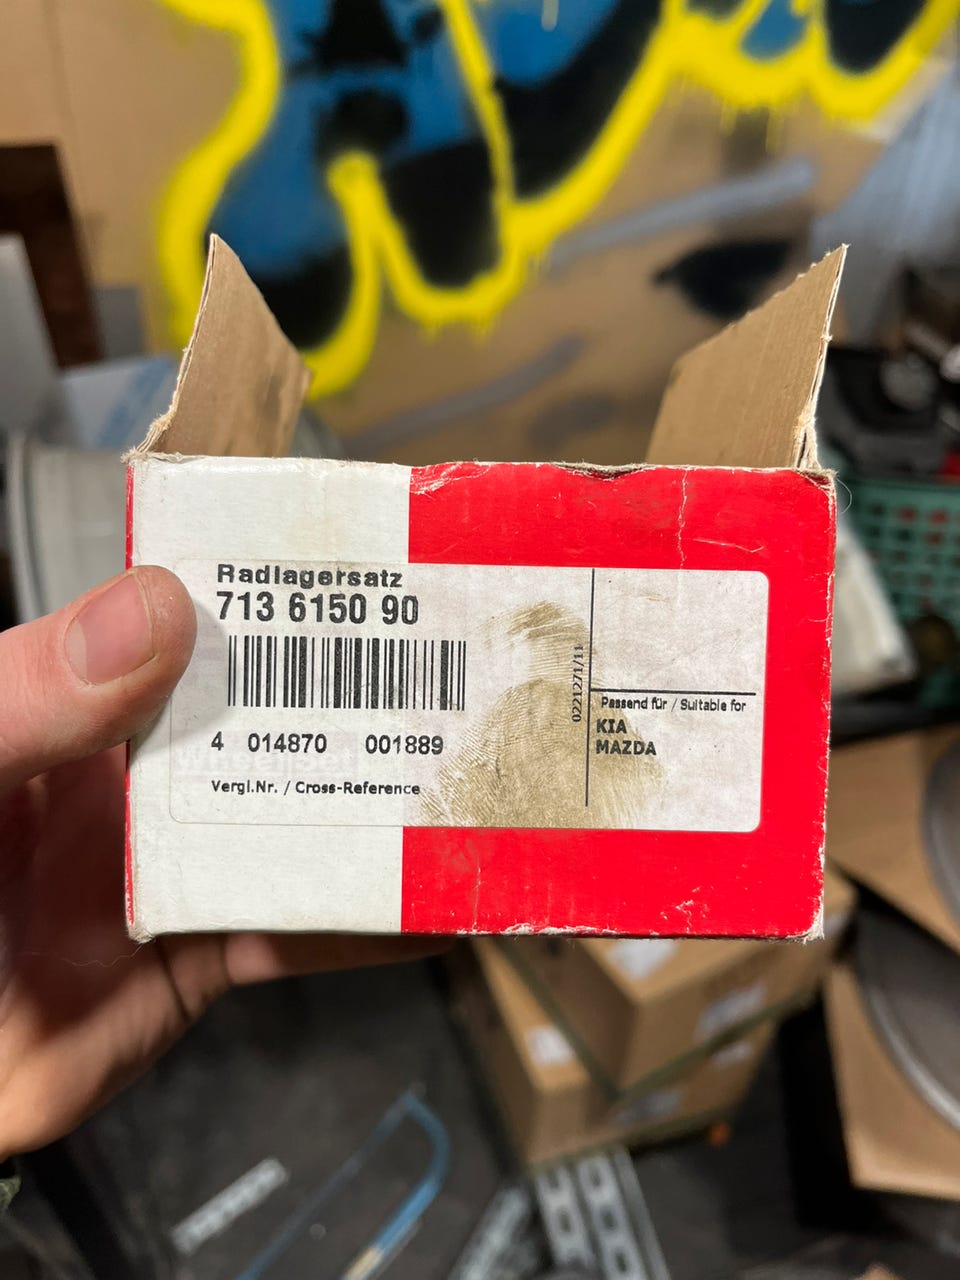 Radlagersatz
713 6150 90
4 014870 001889
Vergl.Nr. / Cross-Reference
0221271/11
Passend für / Suitable for
KIA
MAZDA